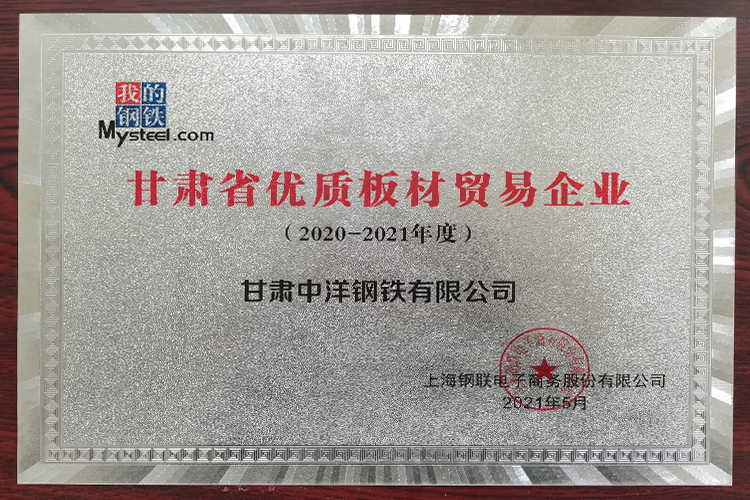 我的
钢铁
Mysteel.com
甘肃省优质板材贸易企业
（2020-2021年度）
甘肃中洋钢铁有限公司
上海钢联电子商务股份有限公司
2021年5月